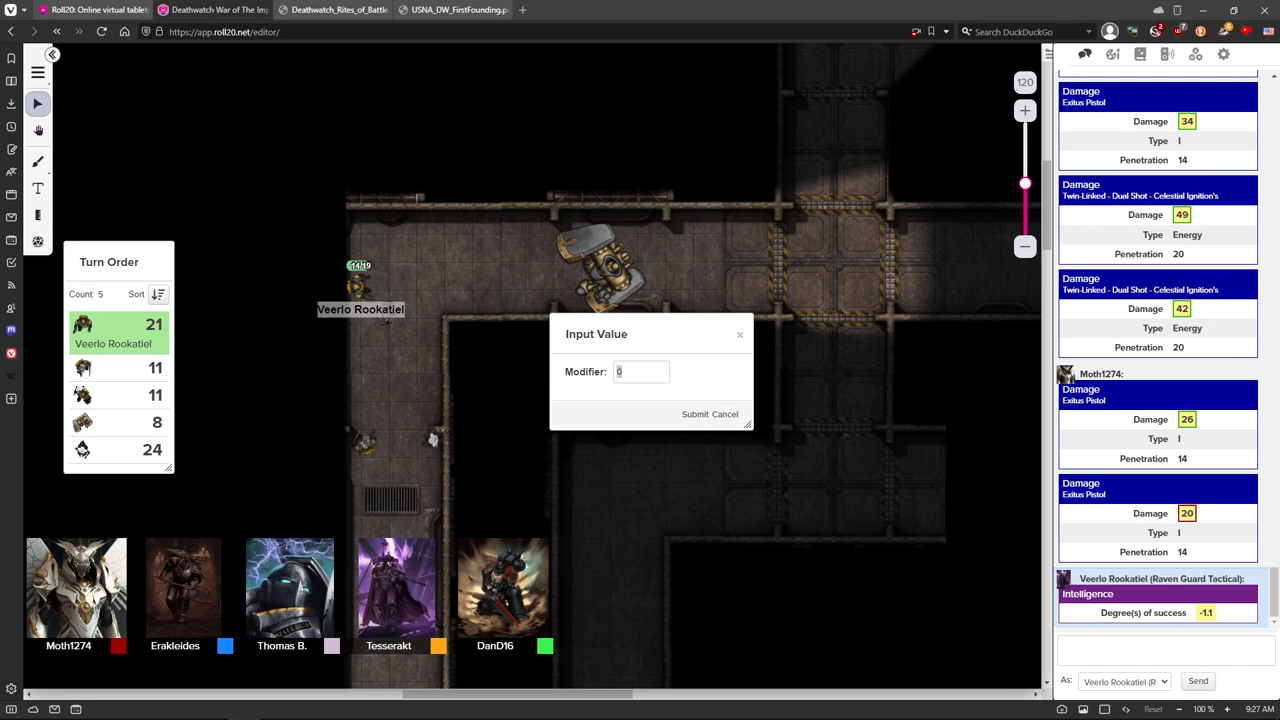 Roll20: Online virtual tablet
Deathwatch War of The Imp
Deathwatch_Rites_of_Battle
USNA_DW_FirstFounding.p
https://app.roll20.net/editor/
Search DuckDuckGo
120
Turn Order
Count: 5 Sort
21
Veerlo Rookatiel
11
11
8
24
14/19
Veerlo Rookatiel
Input Value
Modifier: 0
Submit Cancel
Moth1274
Erakleides
Thomas B.
Tesserakt
DanD16
Damage
Exitus Pistol
Damage 34
Type I
Penetration 14
Damage
Twin-Linked - Dual Shot - Celestial Ignition's
Damage 49
Type Energy
Penetration 20
Damage
Twin-Linked - Dual Shot - Celestial Ignition's
Damage 42
Type Energy
Penetration 20
Moth1274:
Damage
Exitus Pistol
Damage 26
Type I
Penetration 14
Damage
Exitus Pistol
Damage 20
Type I
Penetration 14
Veerlo Rookatiel (Raven Guard Tactical):
Intelligence
Degree(s) of success -1.1
As: Veerlo Rookatiel (R Send
Reset 100 % 9:27 AM